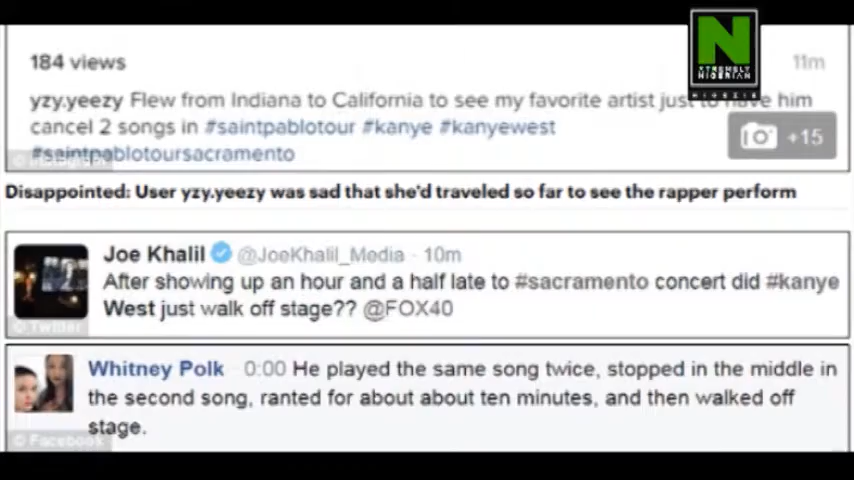 N
XTREMELY
NIGERIAN
184 views
11m
yzy.yeezy Flew from Indiana to California to see my favorite artist just to have him
cancel 2 songs in #saintpablotour #kanye #kanyewest
#saintpablotoursacramento
+15
© Instagram
Disappointed: User yzy.yeezy was sad that she'd traveled so far to see the rapper perform
Joe Khalil @JoeKhalil_Media · 10m
After showing up an hour and a half late to #sacramento concert did #kanye
West just walk off stage?? @FOX40
© Twitter
Whitney Polk · 0:00 He played the same song twice, stopped in the middle in
the second song, ranted for about about ten minutes, and then walked off
stage.
© Facebook